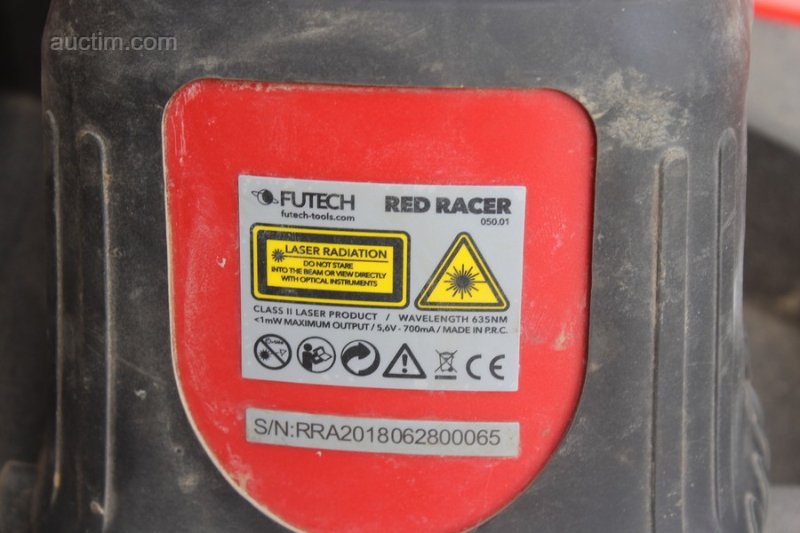 auctim.com
FUTECH RED RACER
futech-tools.com 050.01
LASER RADIATION
DO NOT STARE
INTO THE BEAM OR VIEW DIRECTLY
WITH OPTICAL INSTRUMENTS
CLASS II LASER PRODUCT / WAVELENGTH 635NM
<1mW MAXIMUM OUTPUT / 5,6V - 700mA / MADE IN P.R.C.
CE
S/N:RRA2018062800065